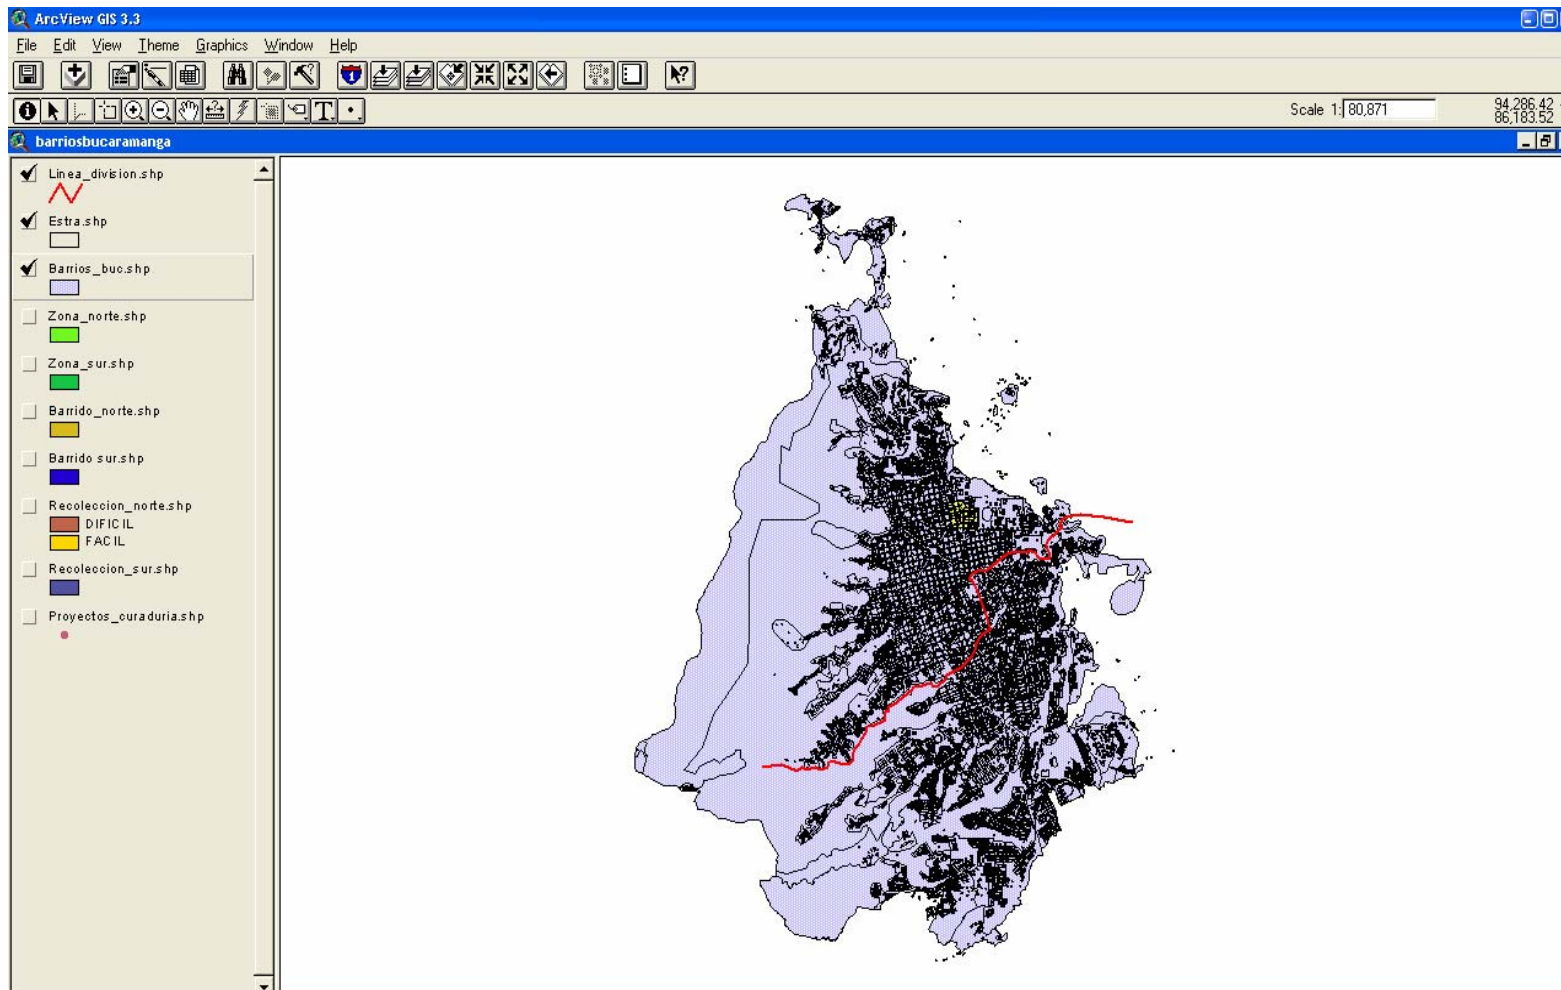 ArcView GIS 3.3
File Edit View Theme Graphics Window Help
Scale 1: 80,871
94,286.42
86,183.52
barriosbucaramanga
Linea_division.shp
Estra.shp
Barrios_buc.shp
Zona_norte.shp
Zona_sur.shp
Barrido_norte.shp
Barrido sur.shp
Recoleccion_norte.shp
DIFICIL
FACIL
Recoleccion_sur.shp
Proyectos_curaduria.shp